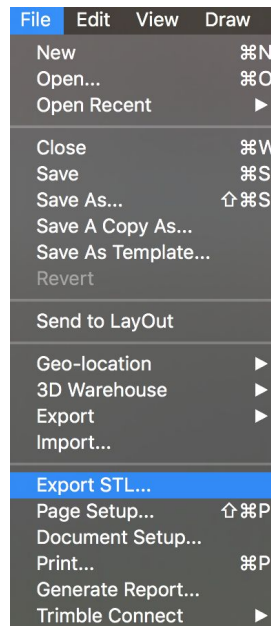 File Edit View Draw
New ⌘N
Open... ⌘O
Open Recent ▶
Close ⌘W
Save ⌘S
Save As... ⇧⌘S
Save A Copy As...
Save As Template...
Revert
Send to LayOut
Geo-location ▶
3D Warehouse ▶
Export ▶
Import...
Export STL...
Page Setup... ⇧⌘P
Document Setup...
Print... ⌘P
Generate Report...
Trimble Connect ▶